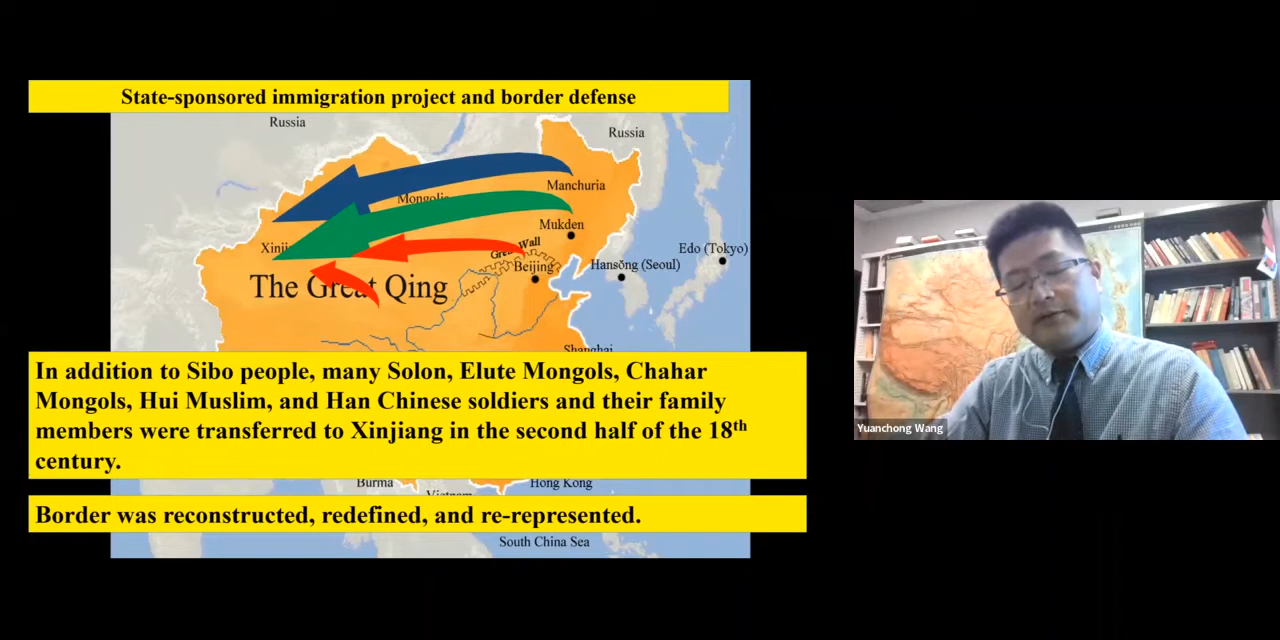 State-sponsored immigration project and border defense
Russia
Russia
Manchuria
Mongolia
Mukden
Great Wall
Xinji
Edo (Tokyo)
Beijing
Hansŏng (Seoul)
The Great Qing
Shanghai
In addition to Sibo people, many Solon, Elute Mongols, Chahar
Mongols, Hui Muslim, and Han Chinese soldiers and their family
members were transferred to Xinjiang in the second half of the 18th
century.
Burma
Hong Kong
Vietnam
Border was reconstructed, redefined, and re-represented.
South China Sea
Yuanchong Wang